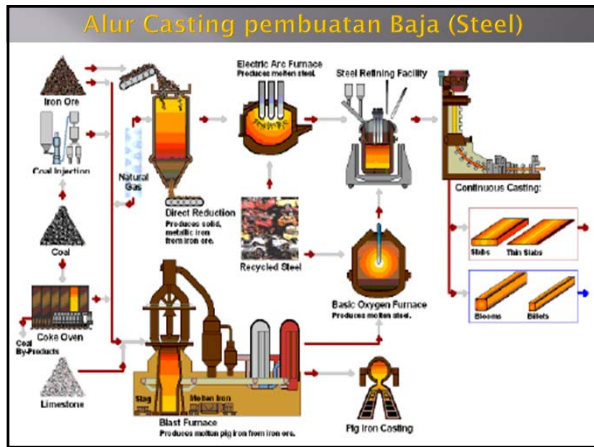 Alur Casting pembuatan Baja (Steel)
Iron Ore
Coal Injection
Coal
Coke Oven
Coal
By-Products
Limestone
Natural
Gas
Direct Reduction
Produces solid,
metallic iron
from iron ore.
Electric Arc Furnace
Produces molten steel.
Recycled Steel
Steel Refining Facility
Basic Oxygen Furnace
Produces molten steel.
Continuous Casting:
Slabs
Thin Slabs
Blooms
Billets
Slag
Molten Iron
Blast Furnace
Produces molten pig iron from iron ore.
Pig Iron Casting